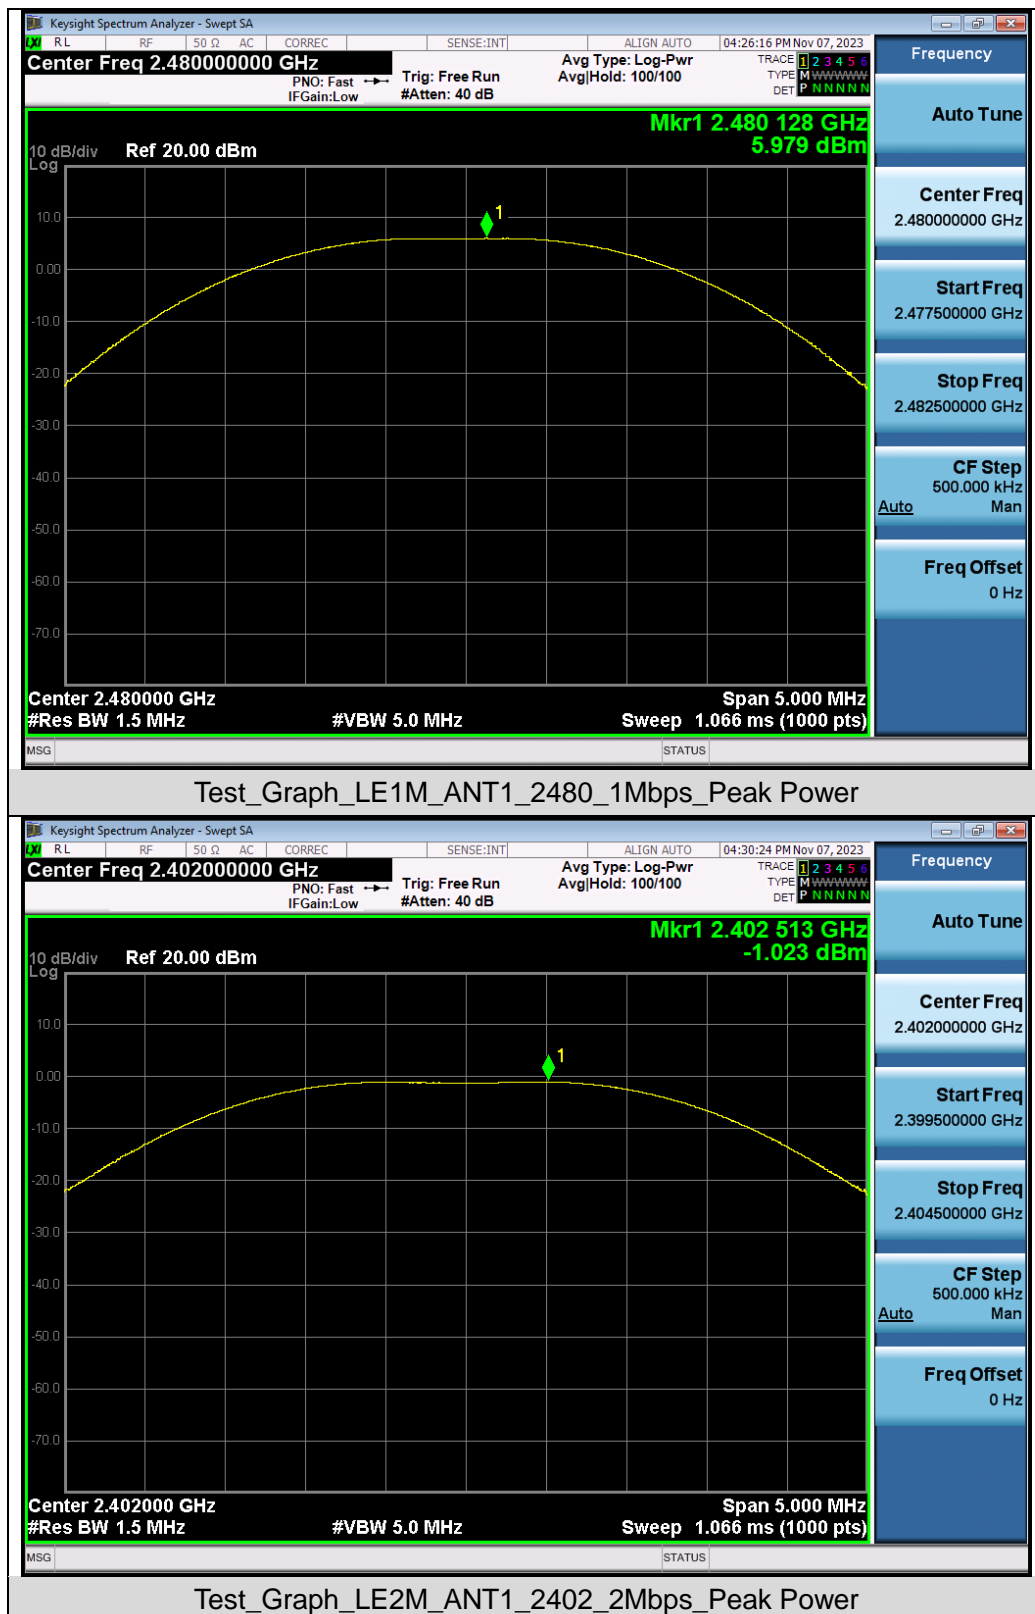 Keysight Spectrum Analyzer - Swept SA
LXI RL RF 50 Ω AC CORREC SENSE:INT ALIGN AUTO 04:26:16 PM Nov 07, 2023
Center Freq 2.480000000 GHz
PNO: Fast
IFGain:Low
Trig: Free Run
#Atten: 40 dB
Avg Type: Log-Pwr
Avg|Hold: 100/100
TRACE 1 2 3 4 5 6
TYPE M WWWWW
DET P N N N N N
Frequency
Auto Tune
Center Freq
2.480000000 GHz
Start Freq
2.477500000 GHz
Stop Freq
2.482500000 GHz
CF Step
500.000 kHz
Auto Man
Freq Offset
0 Hz
Mkr1 2.480 128 GHz
5.979 dBm
10 dB/div Ref 20.00 dBm
Log
1
10.0
0.00
-10.0
-20.0
-30.0
-40.0
-50.0
-60.0
-70.0
Center 2.480000 GHz Span 5.000 MHz
#Res BW 1.5 MHz #VBW 5.0 MHz Sweep 1.066 ms (1000 pts)
MSG STATUS
Test_Graph_LE1M_ANT1_2480_1Mbps_Peak Power
Keysight Spectrum Analyzer - Swept SA
LXI RL RF 50 Ω AC CORREC SENSE:INT ALIGN AUTO 04:30:24 PM Nov 07, 2023
Center Freq 2.402000000 GHz
PNO: Fast
IFGain:Low
Trig: Free Run
#Atten: 40 dB
Avg Type: Log-Pwr
Avg|Hold: 100/100
TRACE 1 2 3 4 5 6
TYPE M WWWWW
DET P N N N N N
Frequency
Auto Tune
Center Freq
2.402000000 GHz
Start Freq
2.399500000 GHz
Stop Freq
2.404500000 GHz
CF Step
500.000 kHz
Auto Man
Freq Offset
0 Hz
Mkr1 2.402 513 GHz
-1.023 dBm
10 dB/div Ref 20.00 dBm
Log
1
10.0
0.00
-10.0
-20.0
-30.0
-40.0
-50.0
-60.0
-70.0
Center 2.402000 GHz Span 5.000 MHz
#Res BW 1.5 MHz #VBW 5.0 MHz Sweep 1.066 ms (1000 pts)
MSG STATUS
Test_Graph_LE2M_ANT1_2402_2Mbps_Peak Power